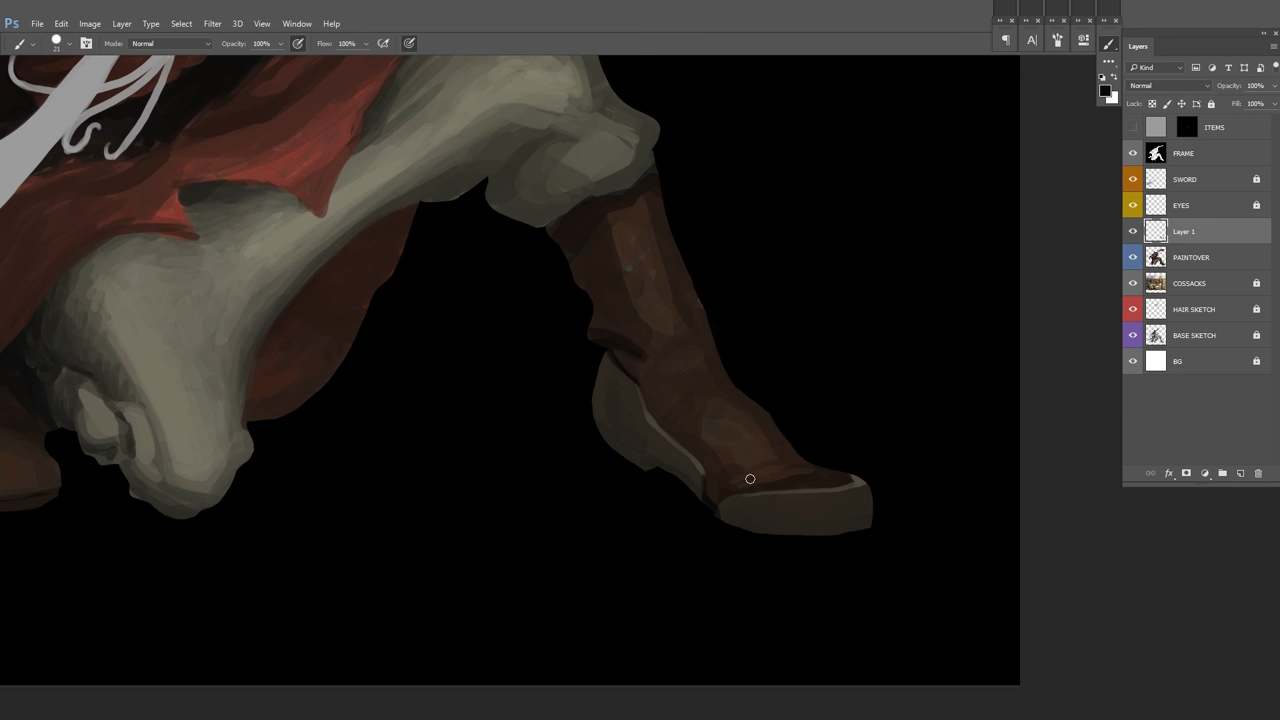 Ps File Edit Image Layer Type Select Filter 3D View Window Help
21 Mode: Normal Opacity: 100% Flow: 100%
Layers
Kind
Normal Opacity: 100%
Lock: Fill: 100%
ITEMS
FRAME
SWORD
EYES
Layer 1
PAINTOVER
COSSACKS
HAIR SKETCH
BASE SKETCH
BG
fx